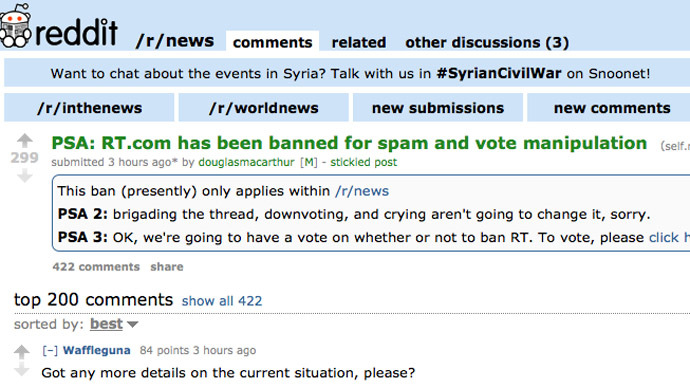 reddit /r/news comments related other discussions (3)
Want to chat about the events in Syria? Talk with us in #SyrianCivilWar on Snoonet!
/r/inthenews /r/worldnews new submissions new comments
PSA: RT.com has been banned for spam and vote manipulation (self.
299
submitted 3 hours ago* by douglasmacarthur [M] - stickied post
This ban (presently) only applies within /r/news
PSA 2: brigading the thread, downvoting, and crying aren't going to change it, sorry.
PSA 3: OK, we're going to have a vote on whether or not to ban RT. To vote, please click
422 comments share
top 200 comments show all 422
sorted by: best
[–] Waffleguna 84 points 3 hours ago
Got any more details on the current situation, please?